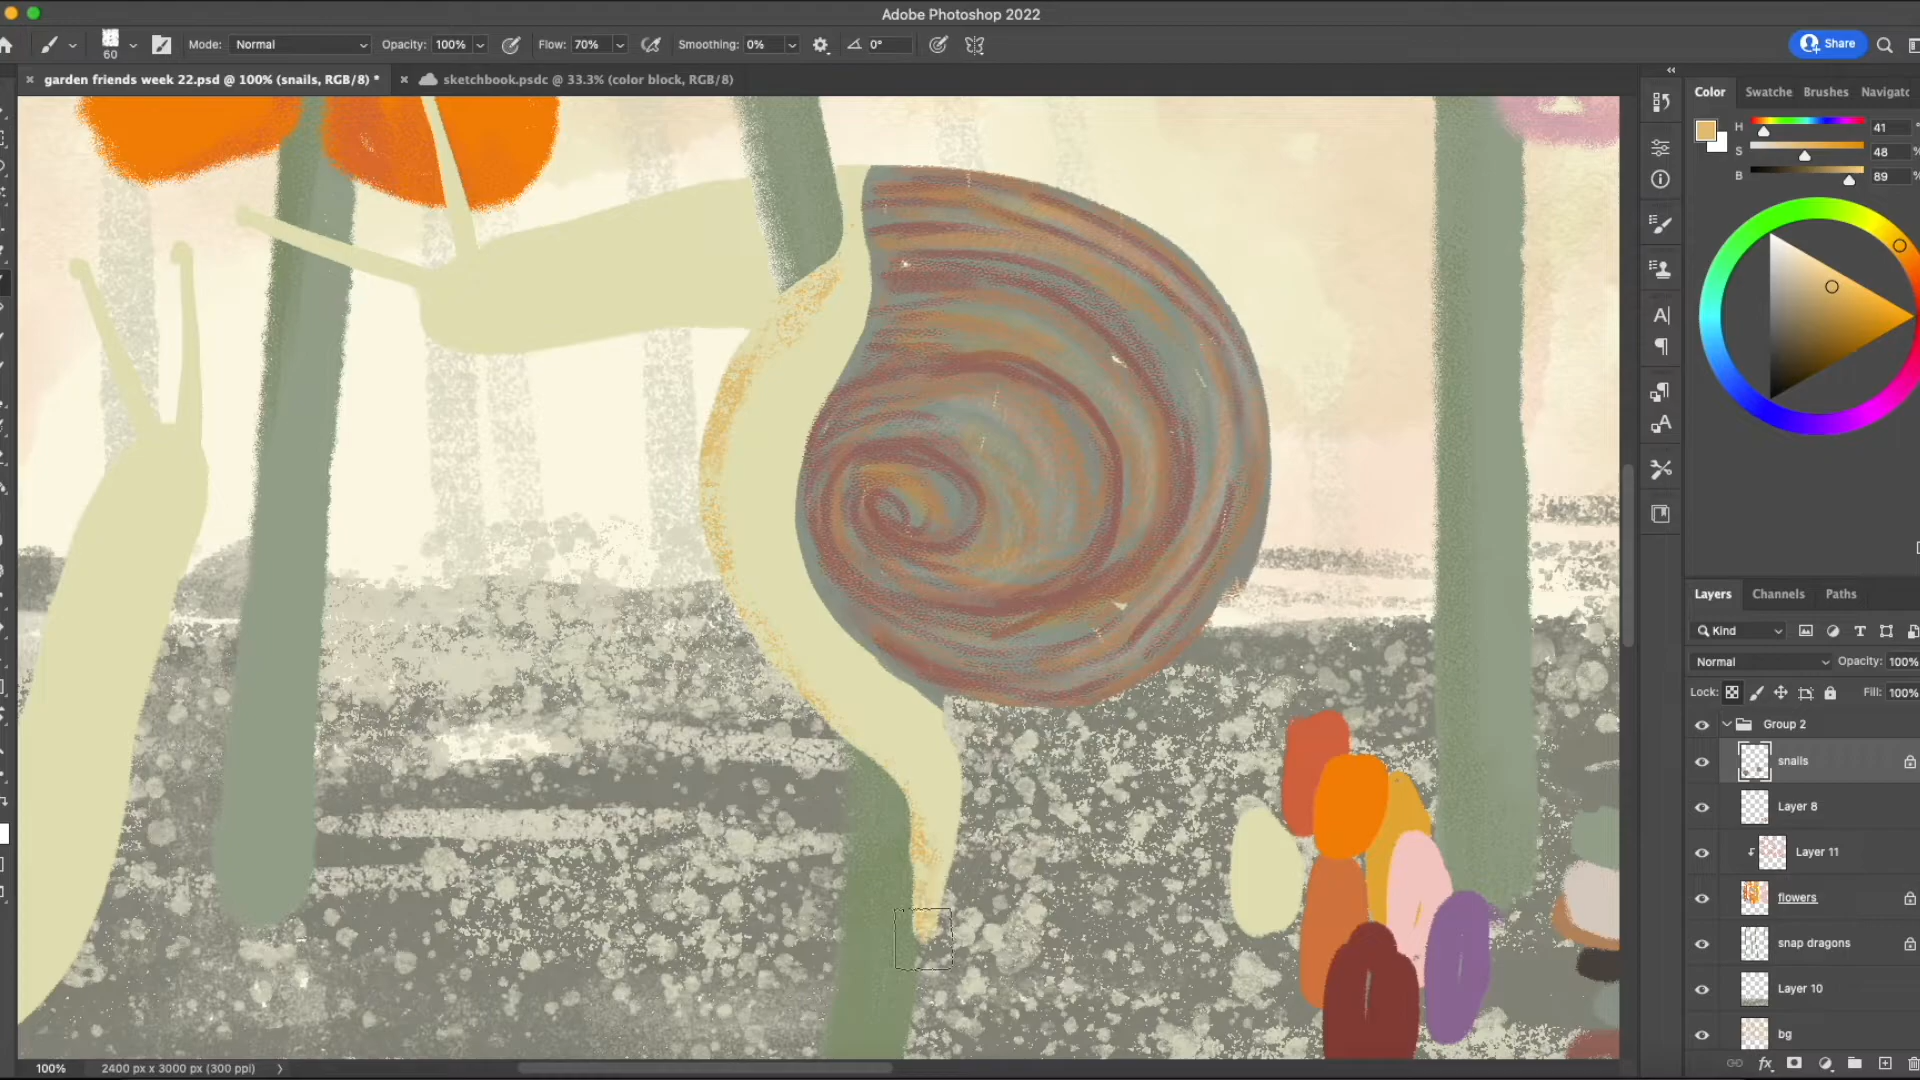 Adobe Photoshop 2022
60
Mode: Normal
Opacity: 100%
Flow: 70%
Smoothing: 0%
0°
Share
garden friends week 22.psd @ 100% (snails, RGB/8) *
sketchbook.psdc @ 33.3% (color block, RGB/8)
Color
Swatche
Brushes
Navigatc
H 41 °
S 48 %
B 89 %
Layers
Channels
Paths
Kind
Normal
Opacity: 100%
Lock:
Fill: 100%
Group 2
snails
Layer 8
Layer 11
flowers
snap dragons
Layer 10
bg
100%
2400 px x 3000 px (300 ppi)
fx